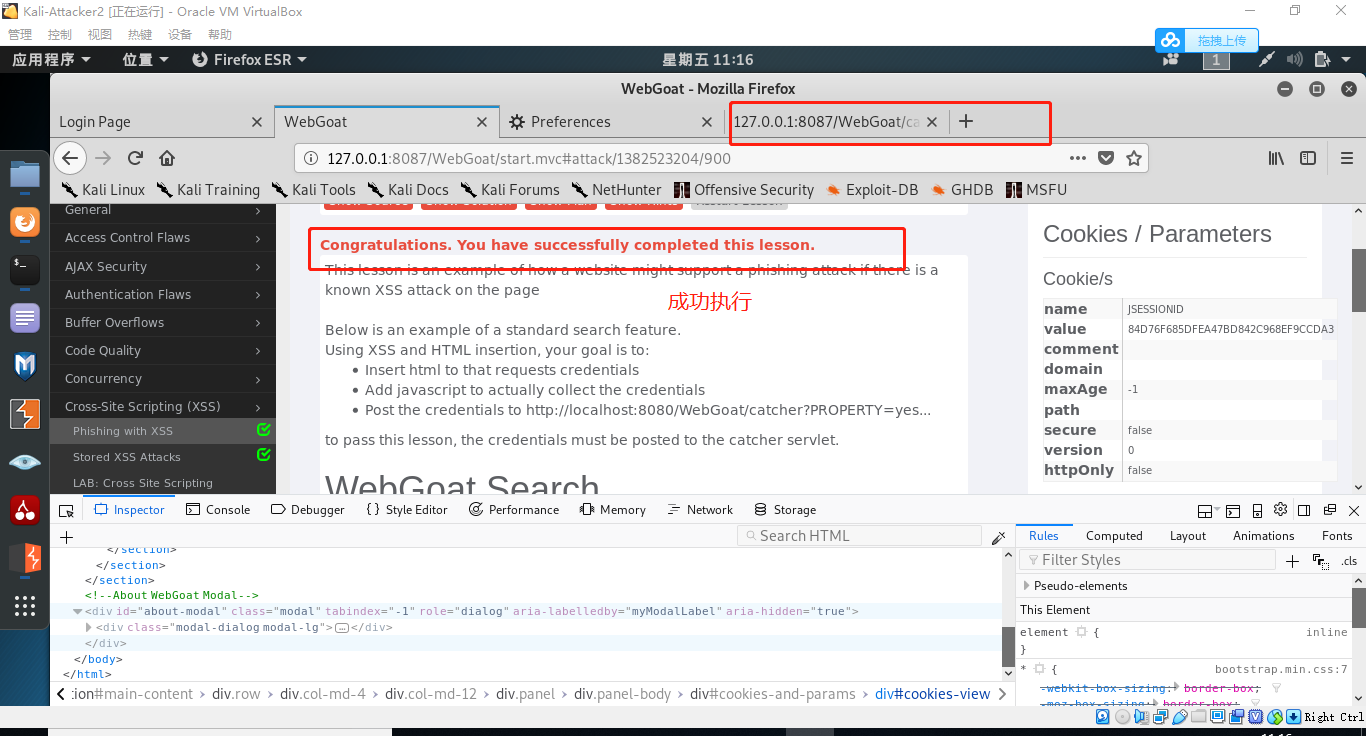 Kali-Attacker2 [正在运行] - Oracle VM VirtualBox
管理 控制 视图 热键 设备 帮助
拖拽上传
应用程序 位置 Firefox ESR 星期五 11:16 1
WebGoat - Mozilla Firefox
Login Page WebGoat Preferences 127.0.0.1:8087/WebGoat/ca
127.0.0.1:8087/WebGoat/start.mvc#attack/1382523204/900
Kali Linux Kali Training Kali Tools Kali Docs Kali Forums NetHunter Offensive Security Exploit-DB GHDB MSFU
General
Access Control Flaws
AJAX Security
Authentication Flaws
Buffer Overflows
Code Quality
Concurrency
Cross-Site Scripting (XSS)
Phishing with XSS
Stored XSS Attacks
LAB: Cross Site Scripting
Show Source Show Solution Show Plan Show Hints Restart Lesson
Congratulations. You have successfully completed this lesson.
This lesson is an example of how a website might support a phishing attack if there is a
known XSS attack on the page
成功执行
Below is an example of a standard search feature.
Using XSS and HTML insertion, your goal is to:
• Insert html to that requests credentials
• Add javascript to actually collect the credentials
• Post the credentials to http://localhost:8080/WebGoat/catcher?PROPERTY=yes...
to pass this lesson, the credentials must be posted to the catcher servlet.
WebGoat Search
Cookies / Parameters
Cookie/s
name JSESSIONID
value 84D76F685DFEA47BD842C968EF9CCDA3
comment
domain
maxAge -1
path
secure false
version 0
httpOnly false
Inspector Console Debugger {} Style Editor Performance Memory Network Storage
+ Search HTML
</section>
</section>
</section>
<!--About WebGoat Modal-->
<div id="about-modal" class="modal" tabindex="-1" role="dialog" aria-labelledby="myModalLabel" aria-hidden="true">
<div class="modal-dialog modal-lg">…</div>
</div>
</body>
</html>
:ion#main-content › div.row › div.col-md-4 › div.col-md-12 › div.panel › div.panel-body › div#cookies-and-params › div#cookies-view
Rules Computed Layout Animations Fonts
Filter Styles + .cls
Pseudo-elements
This Element
element { inline
}
* { bootstrap.min.css:7
-webkit-box-sizing: border-box;
-moz-box-sizing: border-box;
Right Ctrl
11:16